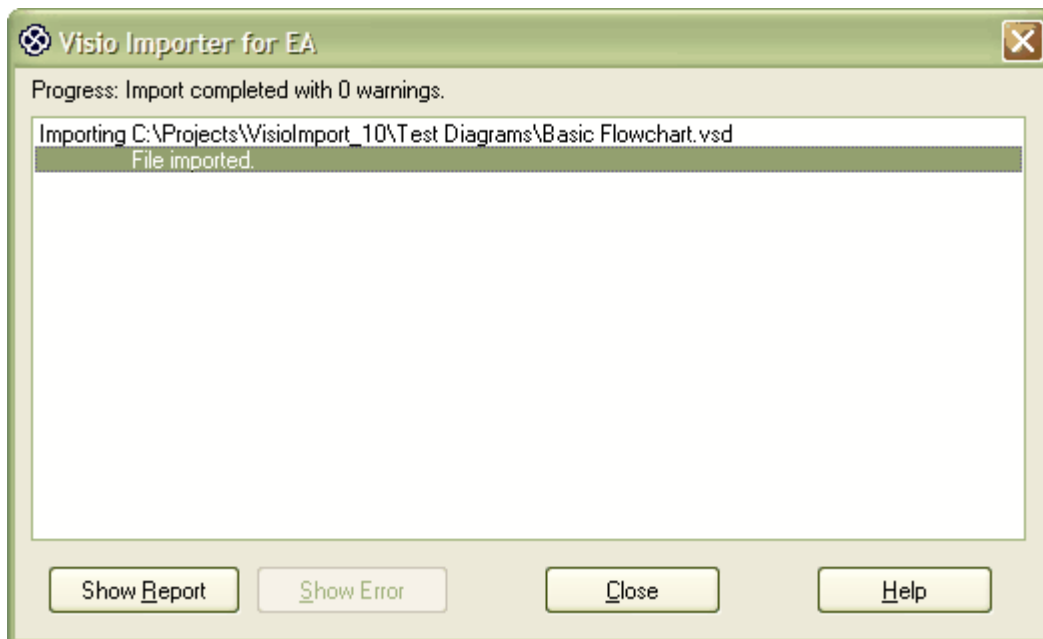 Visio Importer for EA
Progress: Import completed with 0 warnings.
Importing C:\Projects\VisioImport_10\Test Diagrams\Basic Flowchart.vsd
File imported.
Show Report Show Error Close Help